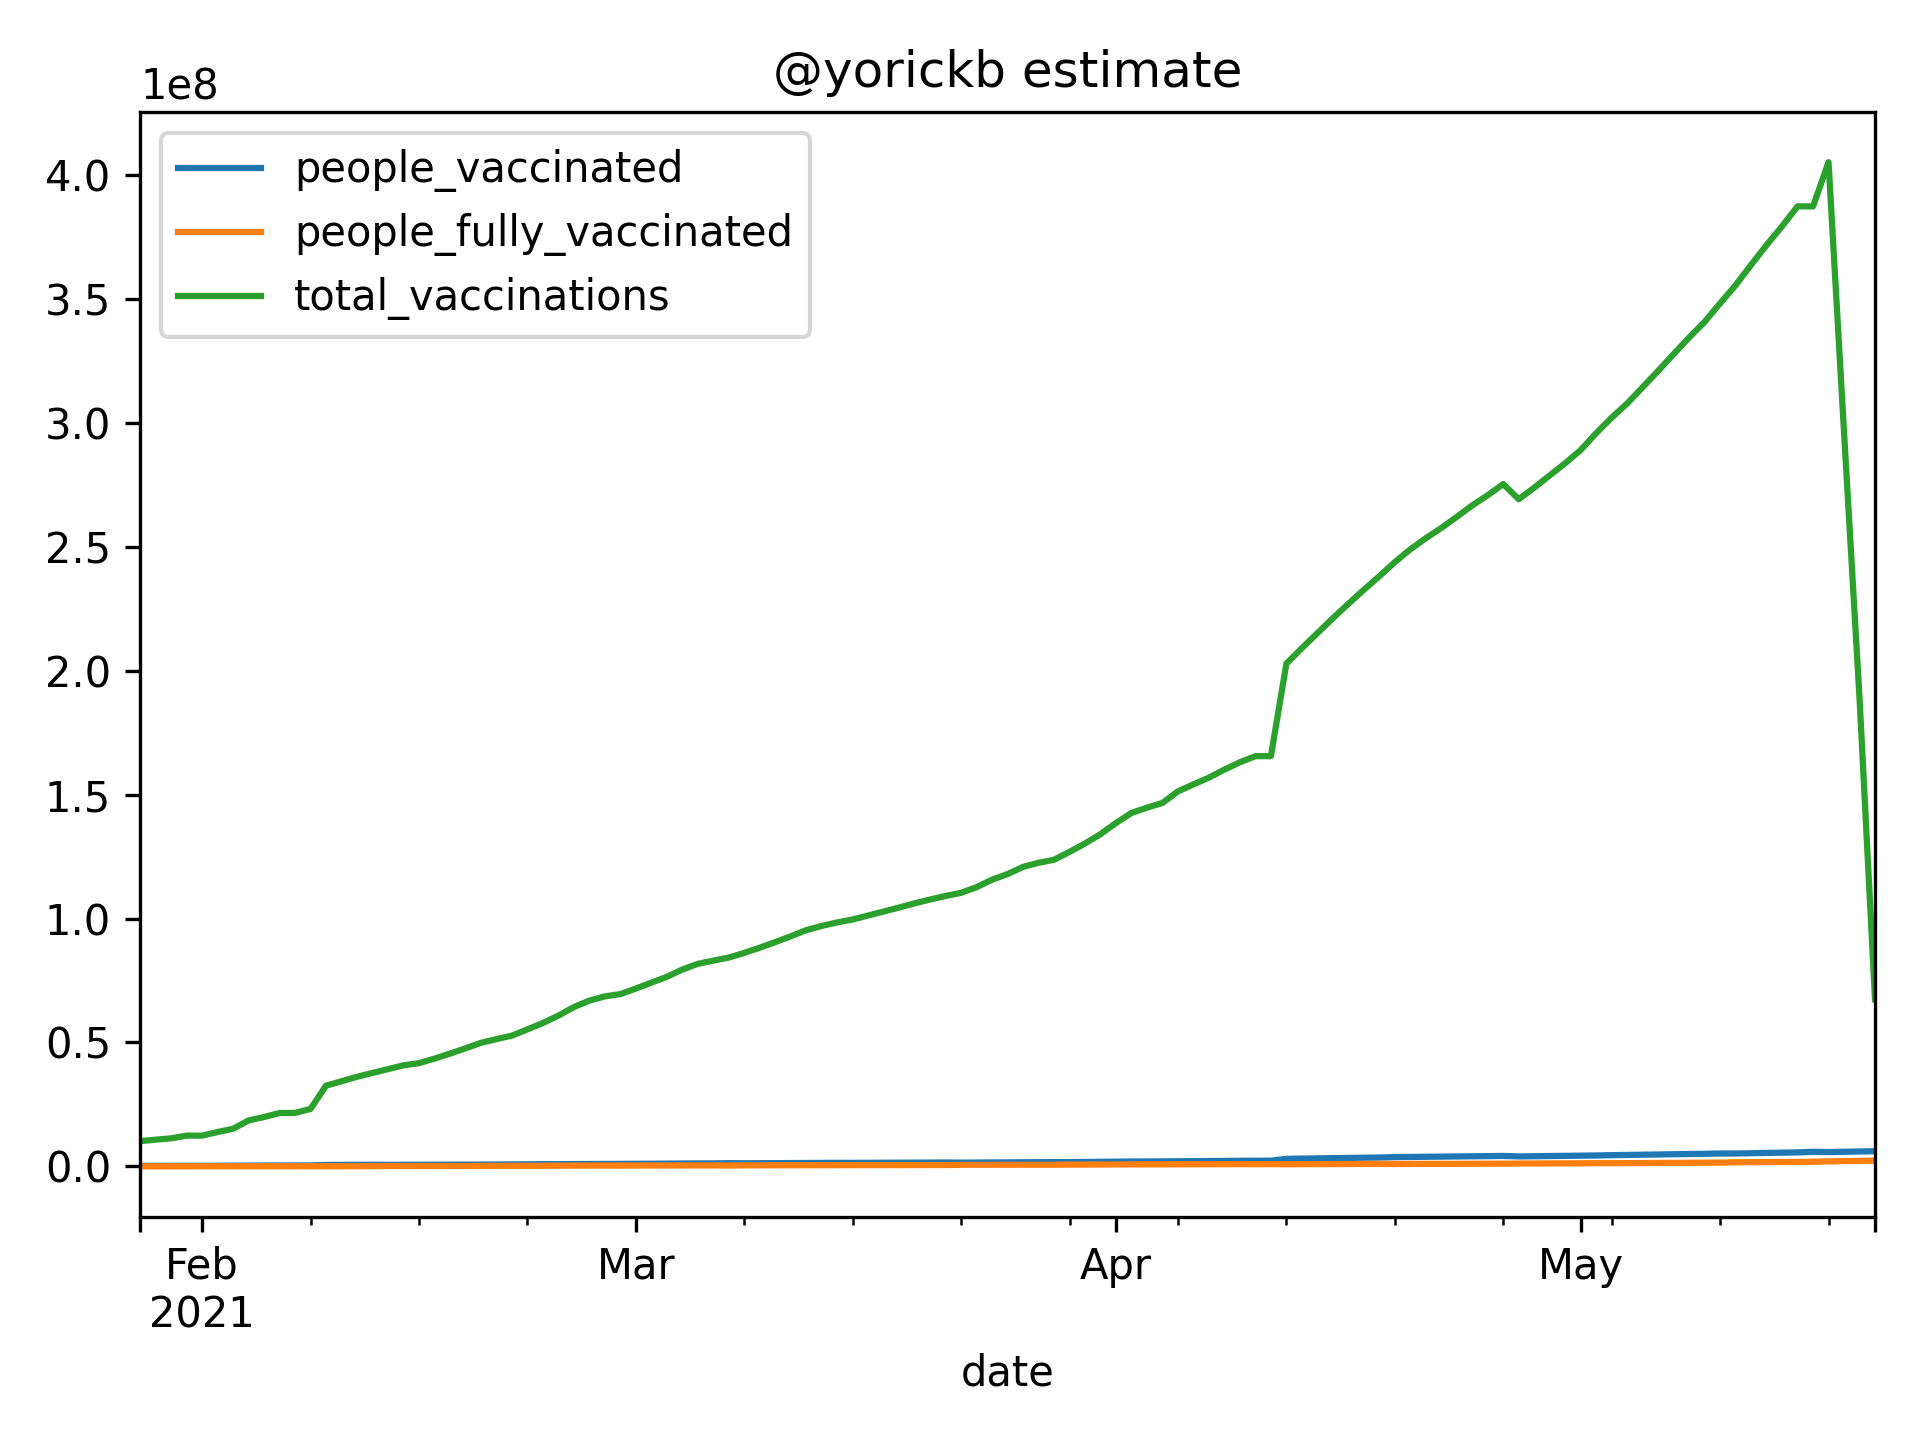 @yorickb estimate
1e8
people_vaccinated
people_fully_vaccinated
total_vaccinations
4.0
3.5
3.0
2.5
2.0
1.5
1.0
0.5
0.0
Feb Mar Apr May
2021
date